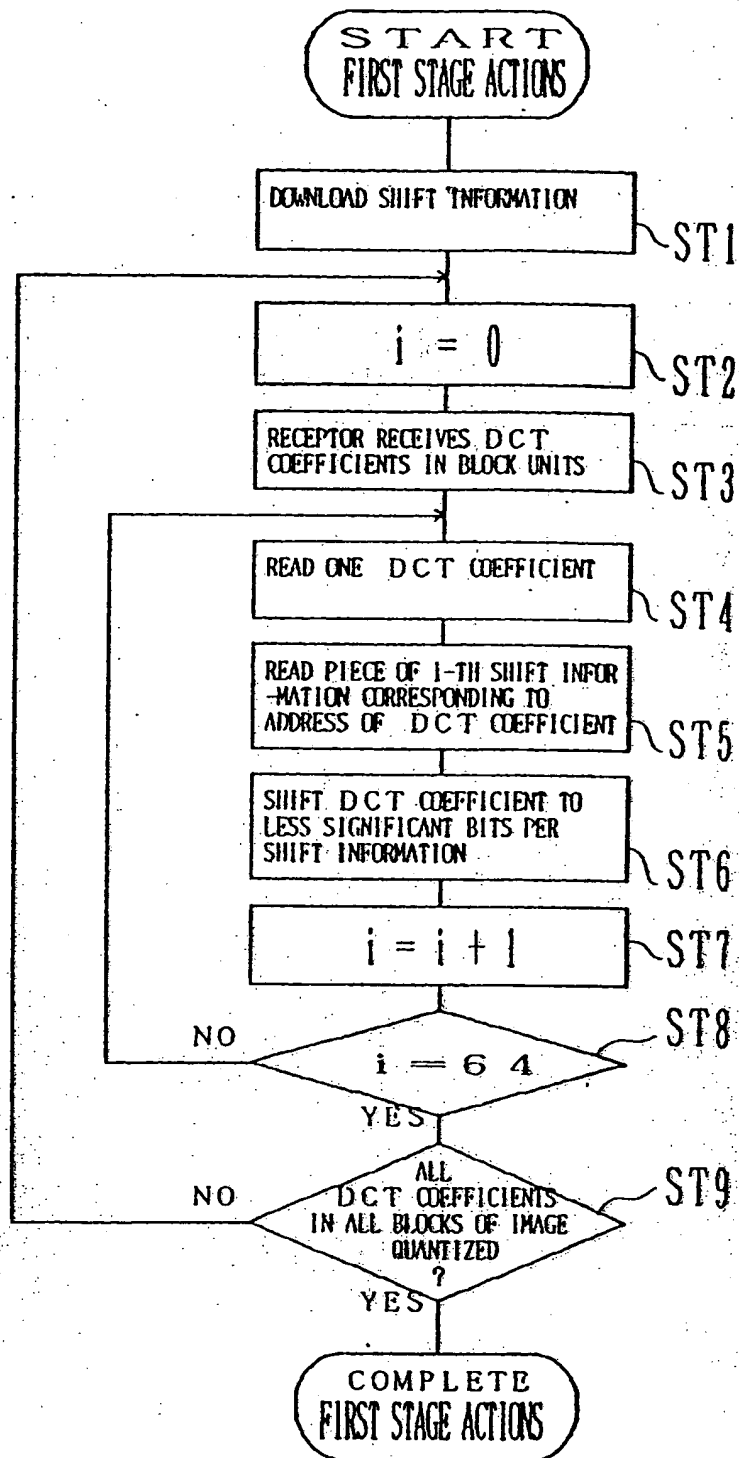 START
FIRST STAGE ACTIONS
DOWNLOAD SHIFT INFORMATION
ST1
i = 0
ST2
RECEPTOR RECEIVES DCT
COEFFICIENTS IN BLOCK UNITS
ST3
READ ONE DCT COEFFICIENT
ST4
READ PIECE OF I-TH SHIFT INFOR
-MATION CORRESPONDING TO
ADDRESS OF DCT COEFFICIENT
ST5
SHIFT DCT COEFFICIENT TO
LESS SIGNIFICANT BITS PER
SHIFT INFORMATION
ST6
i = i + 1
ST7
NO
i = 64
ST8
YES
NO
ALL
DCT COEFFICIENTS
IN ALL BLOCKS OF IMAGE
QUANTIZED
?
ST9
YES
COMPLETE
FIRST STAGE ACTIONS